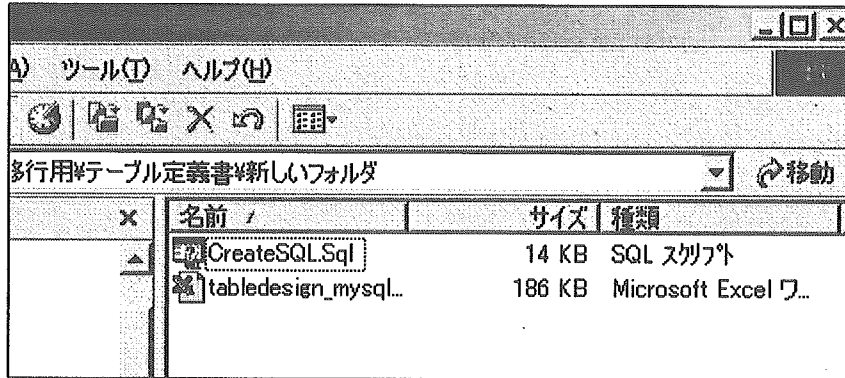 ツール(T) ヘルプ(H)
移行用¥テーブル定義書¥新しいフォルダ 移動
名前 サイズ 種類
CreateSQL.Sql 14 KB SQL スクリプト
tabledesign_mysql... 186 KB Microsoft Excel ワ...